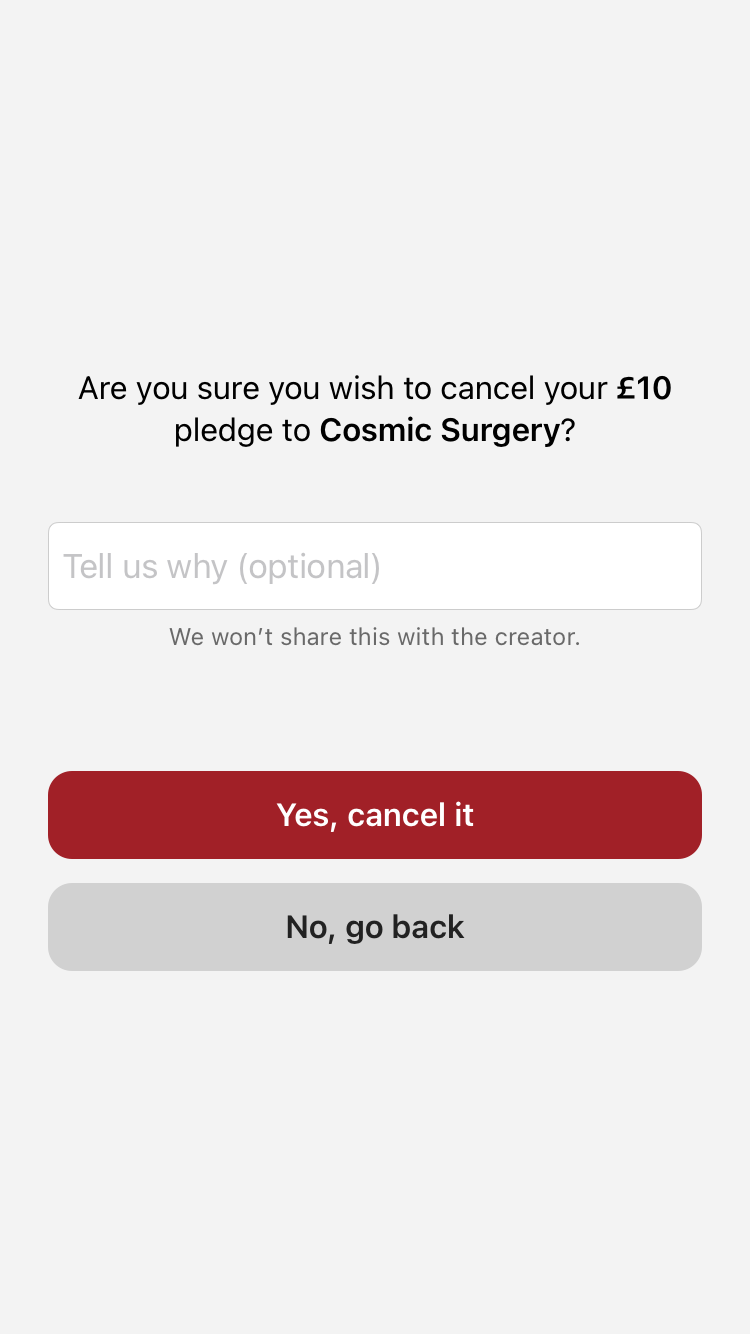 Are you sure you wish to cancel your £10
pledge to Cosmic Surgery?
Tell us why (optional)
We won’t share this with the creator.
Yes, cancel it
No, go back